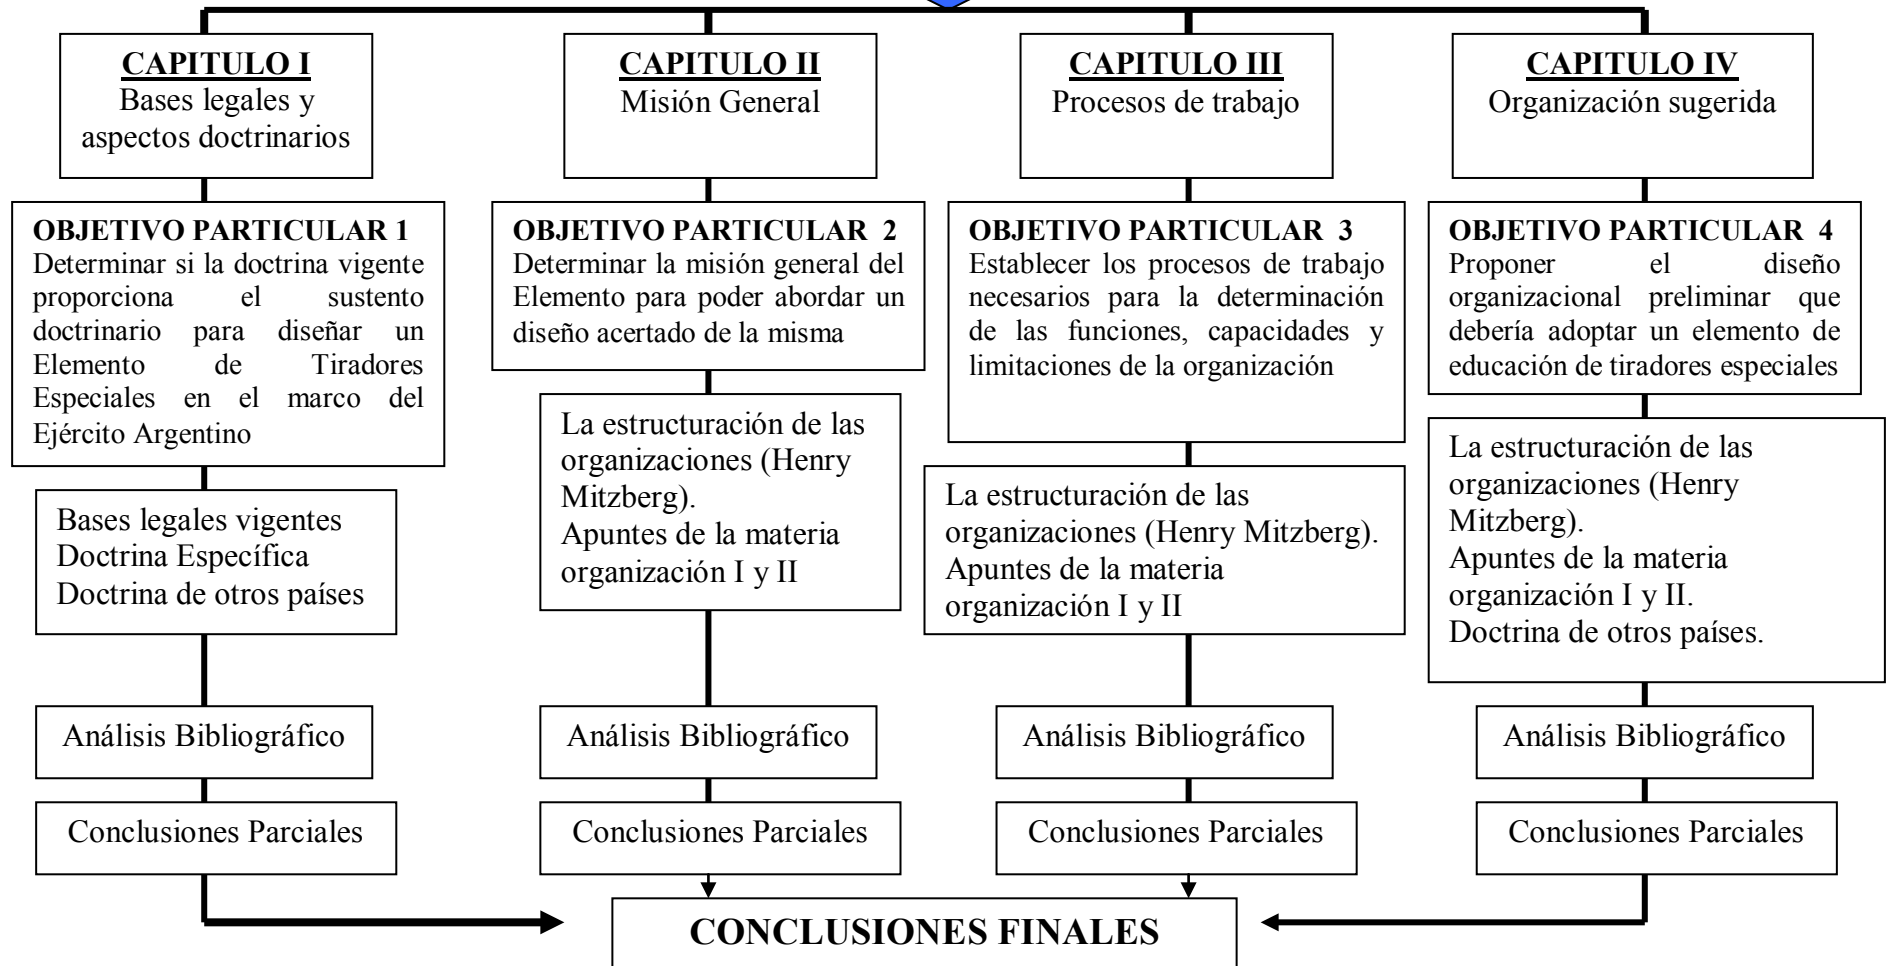 CAPITULO I
Bases legales y
aspectos doctrinarios
OBJETIVO PARTICULAR 1
Determinar si la doctrina vigente
proporciona el sustento
doctrinario para diseñar un
Elemento de Tiradores
Especiales en el marco del
Ejército Argentino
Bases legales vigentes
Doctrina Específica
Doctrina de otros países
Análisis Bibliográfico
Conclusiones Parciales
CAPITULO II
Misión General
OBJETIVO PARTICULAR 2
Determinar la misión general del
Elemento para poder abordar un
diseño acertado de la misma
La estructuración de las
organizaciones (Henry
Mitzberg).
Apuntes de la materia
organización I y II
Análisis Bibliográfico
Conclusiones Parciales
CAPITULO III
Procesos de trabajo
OBJETIVO PARTICULAR 3
Establecer los procesos de trabajo
necesarios para la determinación
de las funciones, capacidades y
limitaciones de la organización
La estructuración de las
organizaciones (Henry Mitzberg).
Apuntes de la materia
organización I y II
Análisis Bibliográfico
Conclusiones Parciales
CAPITULO IV
Organización sugerida
OBJETIVO PARTICULAR 4
Proponer el diseño
organizacional preliminar que
debería adoptar un elemento de
educación de tiradores especiales
La estructuración de las
organizaciones (Henry
Mitzberg).
Apuntes de la materia
organización I y II.
Doctrina de otros países.
Análisis Bibliográfico
Conclusiones Parciales
CONCLUSIONES FINALES